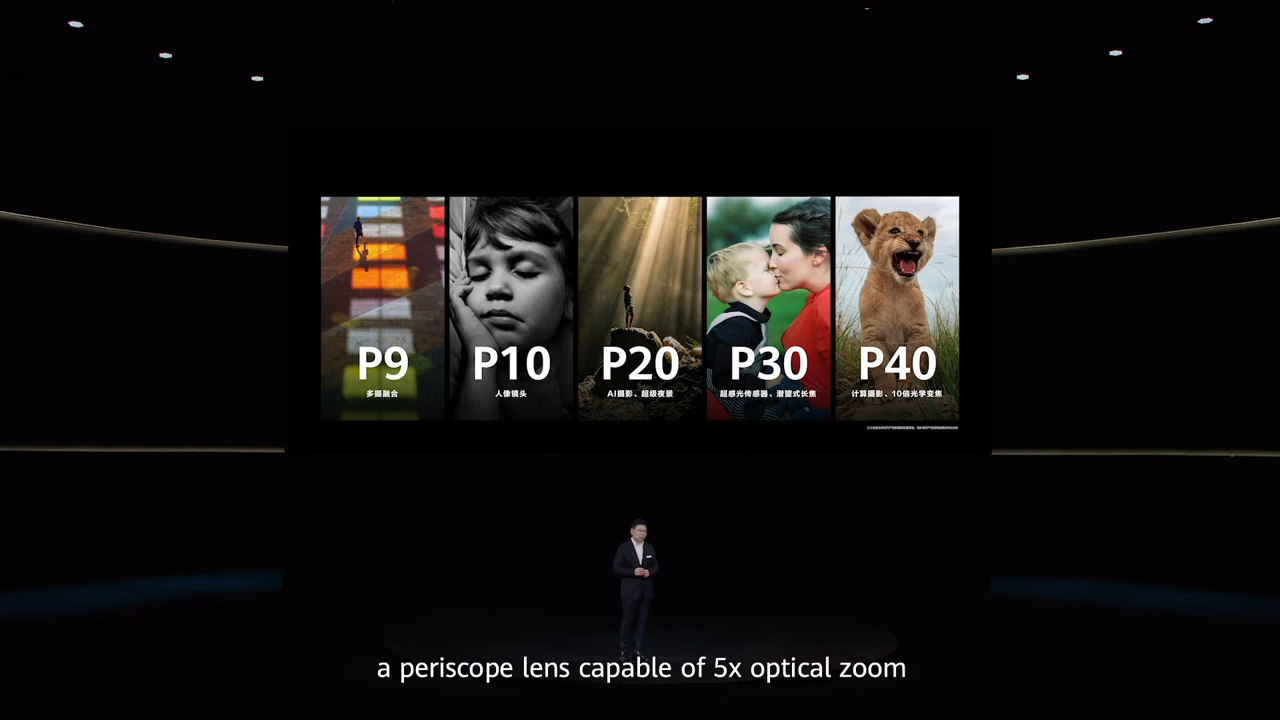 P9
多摄融合
P10
人像镜头
P20
AI摄影、超级夜景
P30
超感光传感器、潜望式长焦
P40
计算摄影、10倍光学变焦
a periscope lens capable of 5x optical zoom